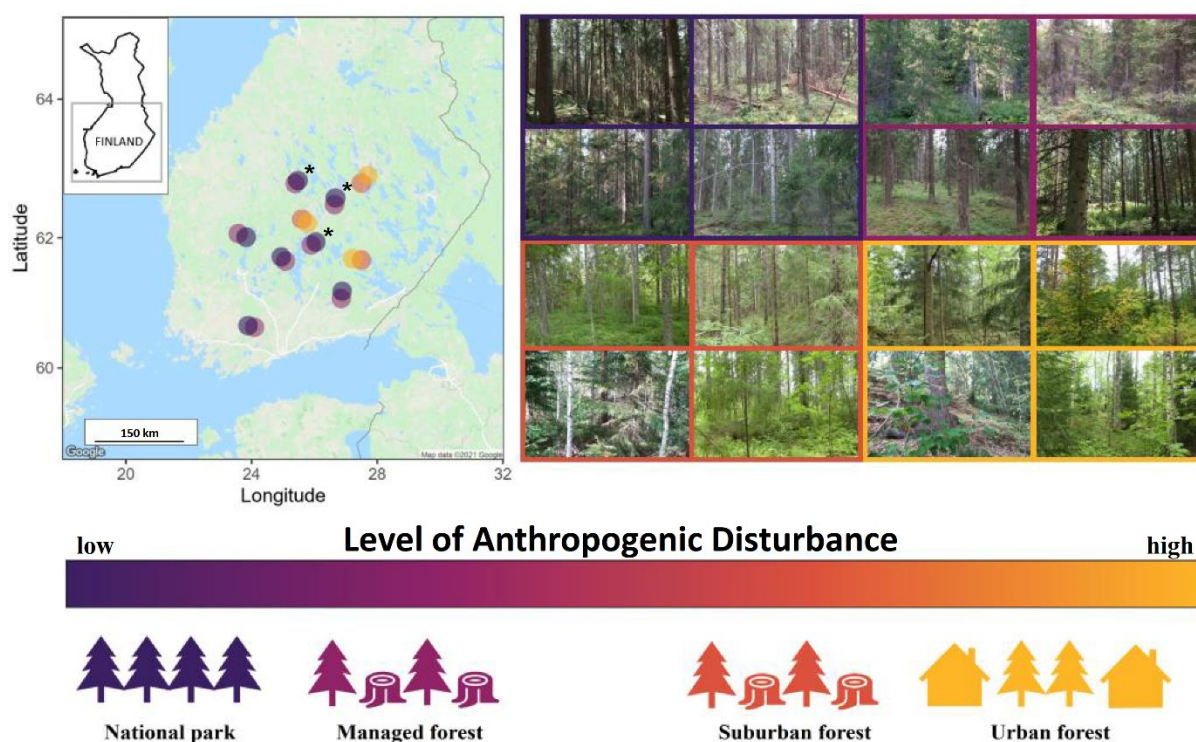 FINLAND
64
62
60
Latitude
*
*
*
150 km
Google
Map data ©2021 Google
20
24
28
32
Longitude
Level of Anthropogenic Disturbance
low
high
National park
Managed forest
Suburban forest
Urban forest